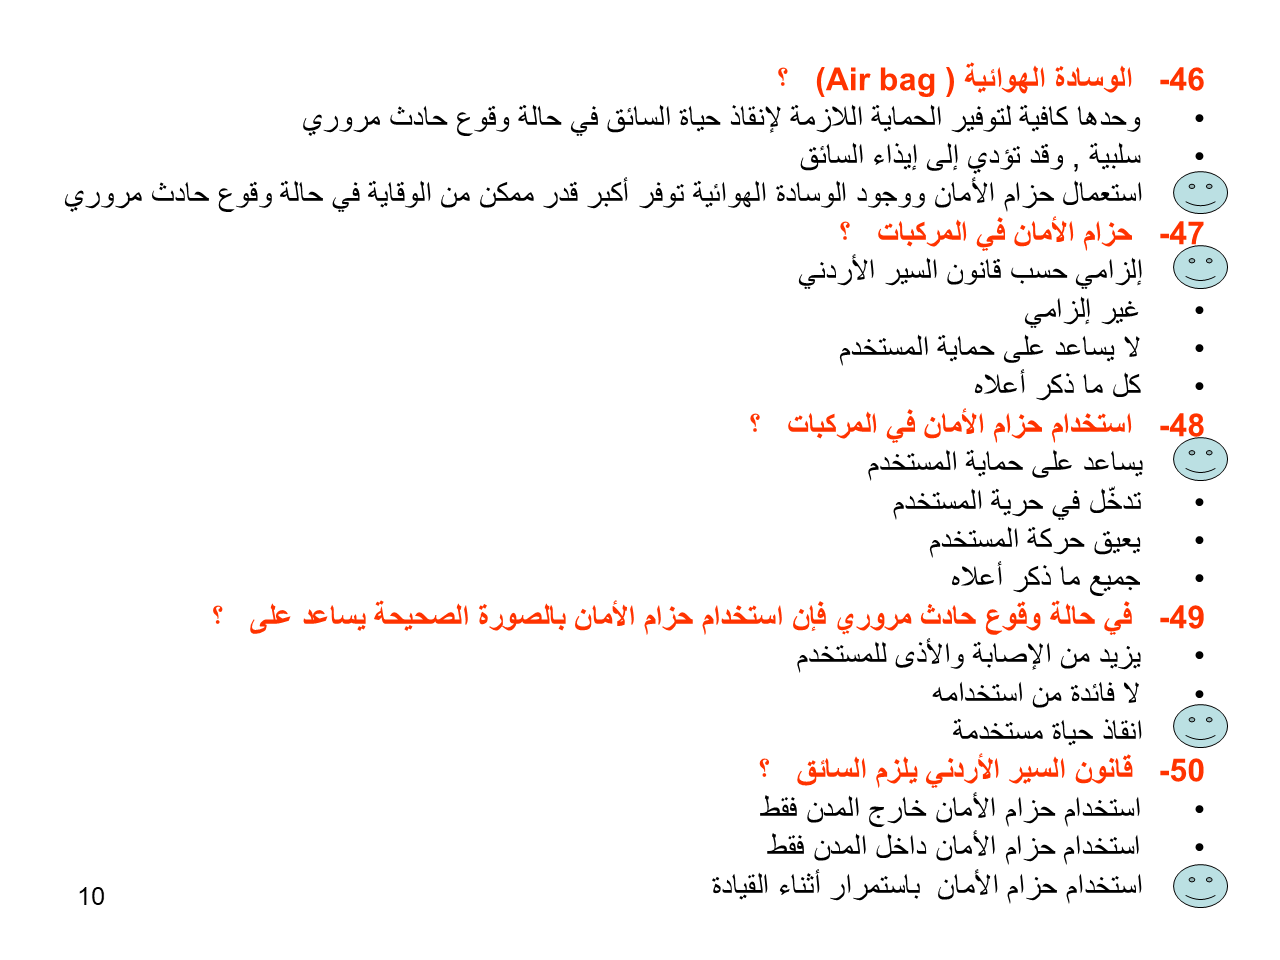 46- الوسادة الهوائية ( Air bag) ؟
• وحدها كافية لتوفير الحماية اللازمة لإنقاذ حياة السائق في حالة وقوع حادث مروري
• سلبية , وقد تؤدي إلى إيذاء السائق
استعمال حزام الأمان ووجود الوسادة الهوائية توفر أكبر قدر ممكن من الوقاية في حالة وقوع حادث مروري
47- حزام الأمان في المركبات ؟
إلزامي حسب قانون السير الأردني
• غير إلزامي
• لا يساعد على حماية المستخدم
• كل ما ذكر أعلاه
48- استخدام حزام الأمان في المركبات ؟
يساعد على حماية المستخدم
• تدخّل في حرية المستخدم
• يعيق حركة المستخدم
• جميع ما ذكر أعلاه
49- في حالة وقوع حادث مروري فإن استخدام حزام الأمان بالصورة الصحيحة يساعد على ؟
• يزيد من الإصابة والأذى للمستخدم
• لا فائدة من استخدامه
انقاذ حياة مستخدمة
50- قانون السير الأردني يلزم السائق ؟
• استخدام حزام الأمان خارج المدن فقط
• استخدام حزام الأمان داخل المدن فقط
استخدام حزام الأمان باستمرار أثناء القيادة
10